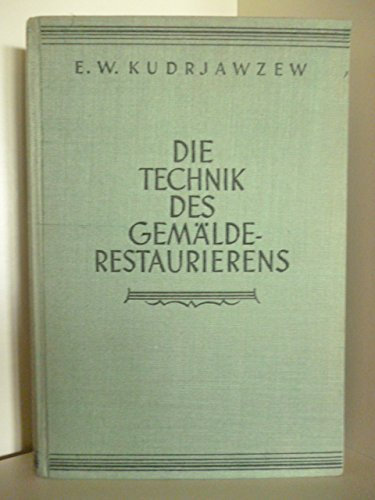 E. W. KUDRJAWZEW
DIE
TECHNIK
DES
GEMÄLDE-
RESTAURIERENS